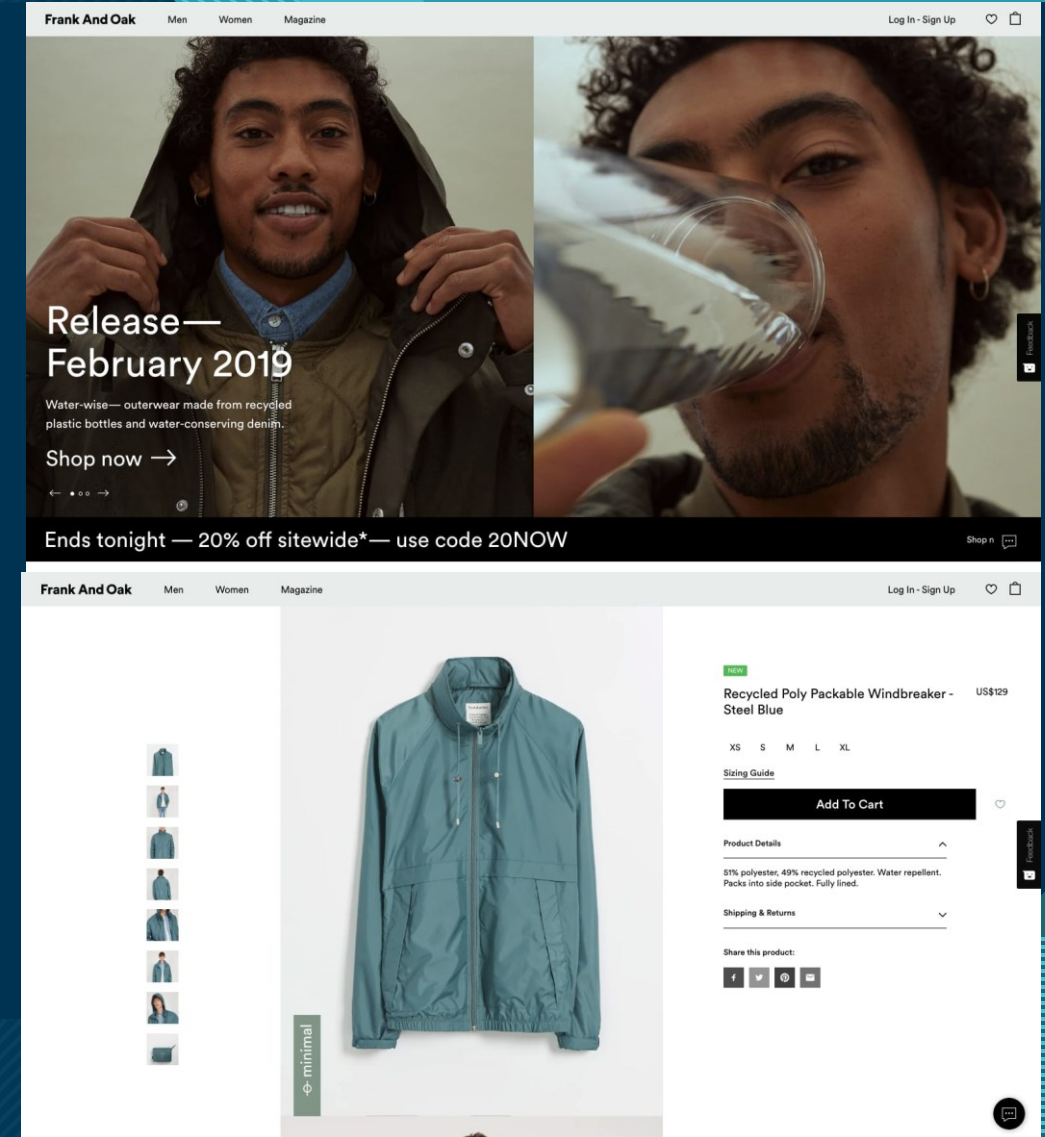 Frank And Oak Men Women Magazine Log In - Sign Up
Release—
February 2019
Water-wise— outerwear made from recycled
plastic bottles and water-conserving denim.
Shop now →
← →
Feedback
Ends tonight — 20% off sitewide*— use code 20NOW
Shop n
Frank And Oak Men Women Magazine Log In - Sign Up
NEW
Recycled Poly Packable Windbreaker - US$129
Steel Blue
XS S M L XL
Sizing Guide
Add To Cart
Product Details
51% polyester, 49% recycled polyester. Water repellent.
Packs into side pocket. Fully lined.
Shipping & Returns
Share this product:
Feedback
minimal